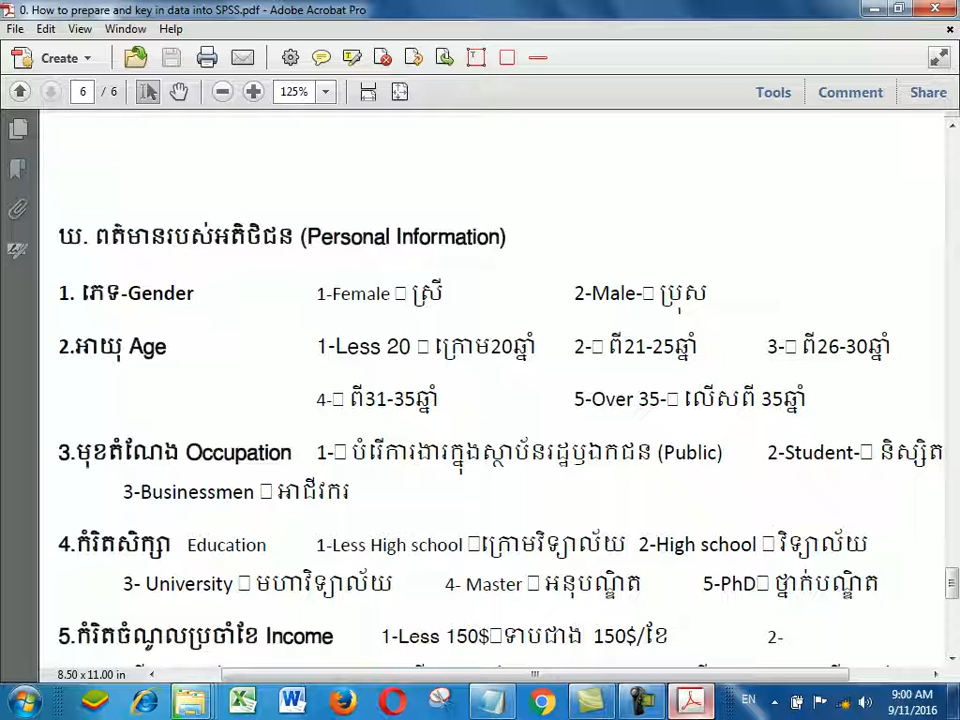 0. How to prepare and key in data into SPSS.pdf - Adobe Acrobat Pro
File Edit View Window Help
Create
6 / 6 125% Tools Comment Share
ឃ. ពត៌មានរបស់អតិថិជន (Personal Information)
1. ភេទ-Gender 1-Female □ ស្រី 2-Male-□ ប្រុស
2.អាយុ Age 1-Less 20 □ ក្រោម20ឆ្នាំ 2-□ ពី21-25ឆ្នាំ 3-□ ពី26-30ឆ្នាំ
4-□ ពី31-35ឆ្នាំ 5-Over 35-□ លើសពី 35ឆ្នាំ
3.មុខតំណែង Occupation 1-□ បំរើការងារក្នុងស្ថាប័នរដ្ឋឫឯកជន (Public) 2-Student-□ និស្សិត
3-Businessmen □ អាជីវករ
4.កំរិតសិក្សា Education 1-Less High school □ក្រោមវិទ្យាល័យ 2-High school □ វិទ្យាល័យ
3- University □ មហាវិទ្យាល័យ 4- Master □ អនុបណ្ឌិត 5-PhD□ ថ្នាក់បណ្ឌិត
5.កំរិតចំណូលប្រចាំខែ Income 1-Less 150$□ទាបជាង 150$/ខែ 2-
8.50 x 11.00 in
EN 9:00 AM
9/11/2016